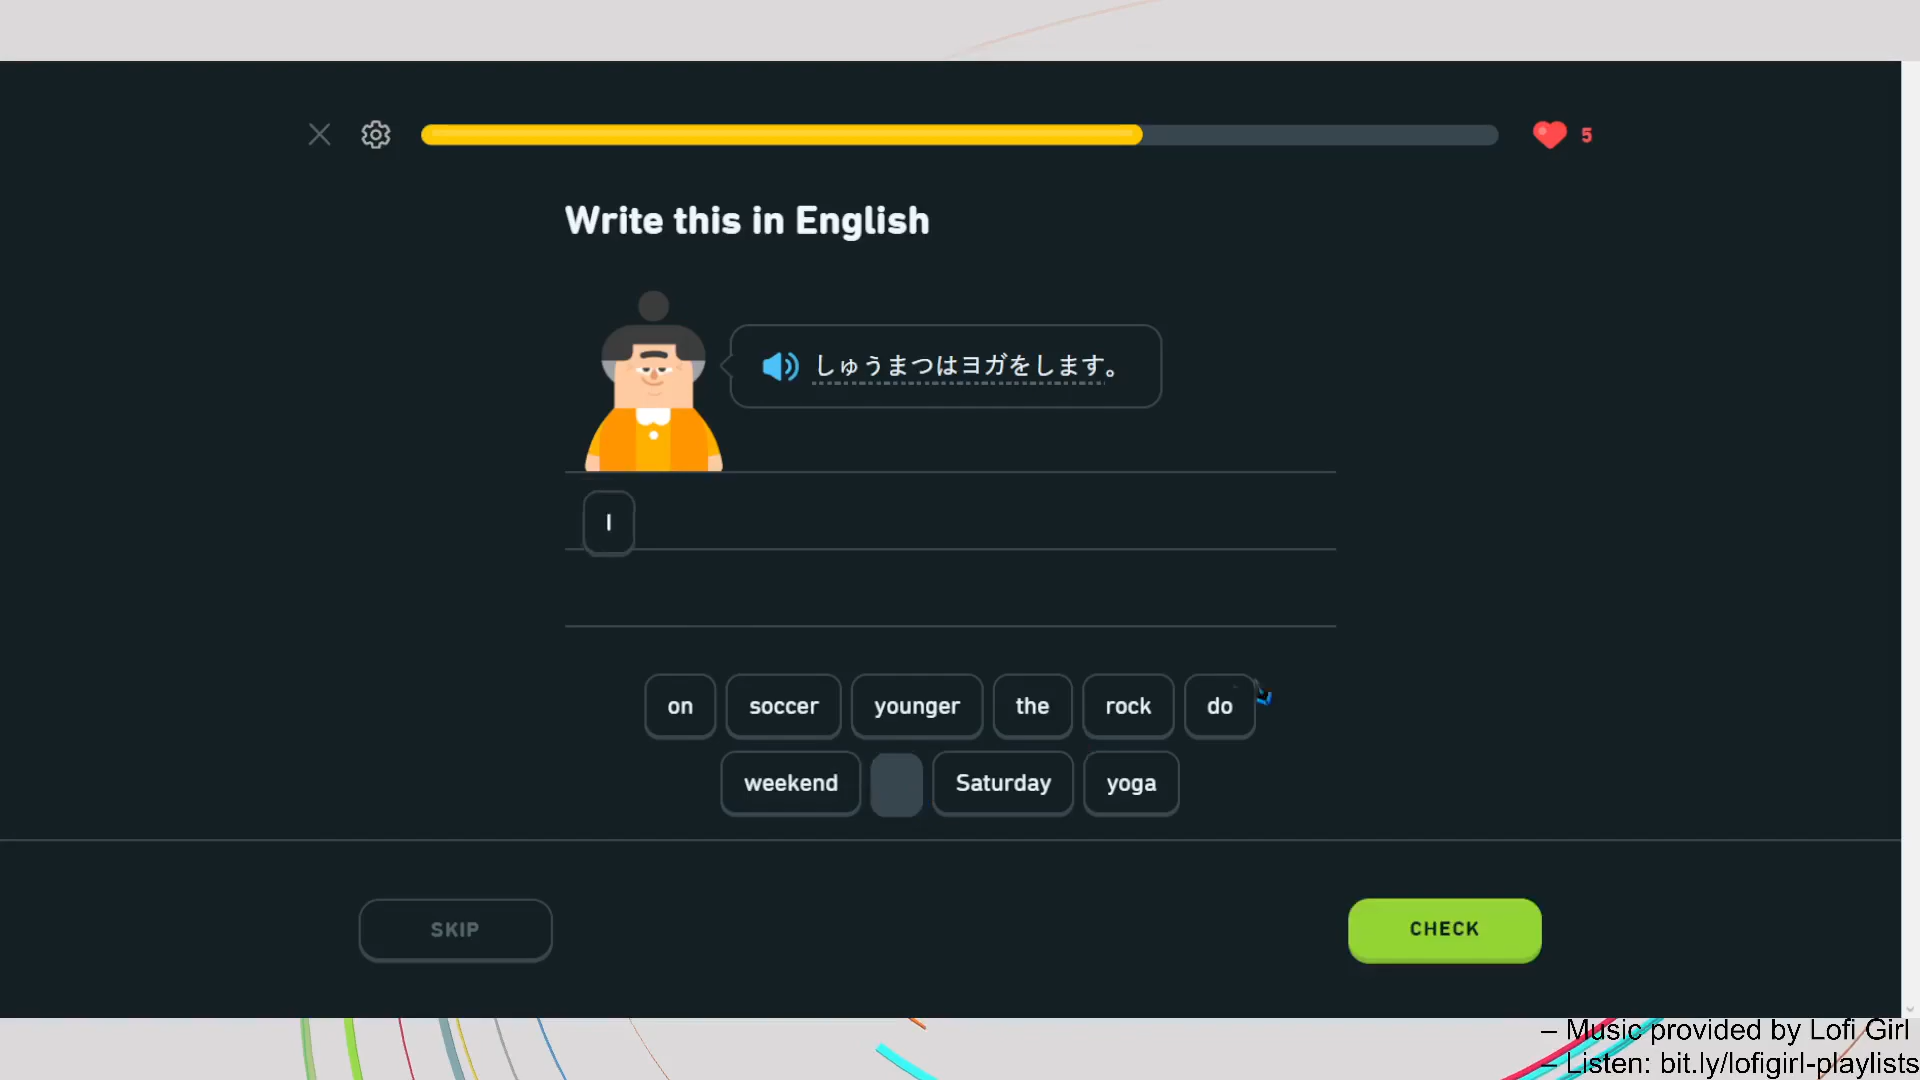 5
Write this in English
しゅうまつはヨガをします。
I
on soccer younger the rock do
weekend Saturday yoga
SKIP CHECK
– Music provided by Lofi Girl
– Listen: bit.ly/lofigirl-playlists